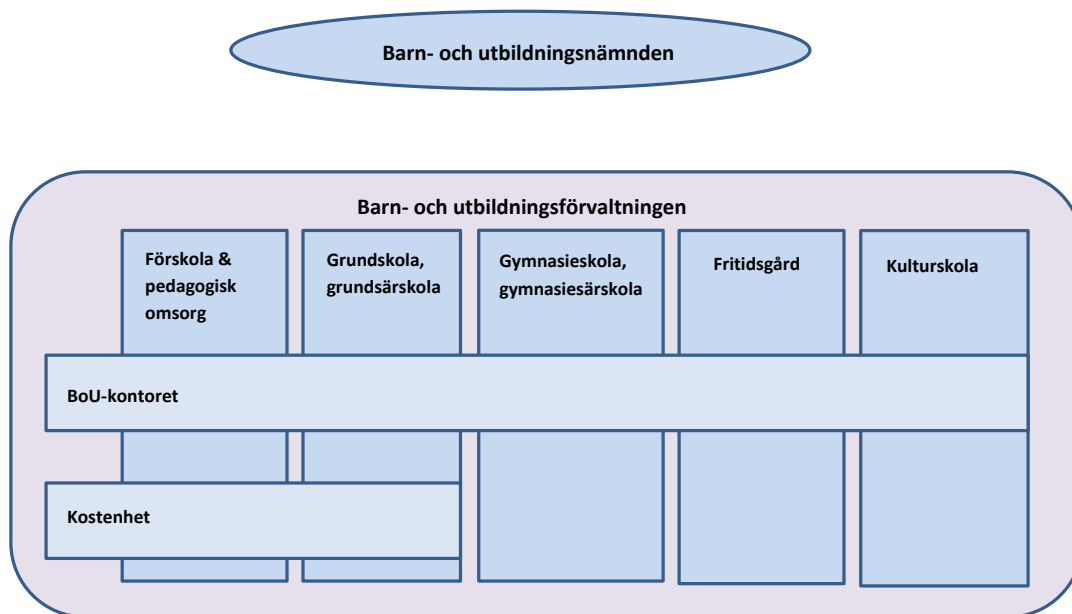 Barn- och utbildningsnämnden
Barn- och utbildningsförvaltningen
Förskola &
pedagogisk
omsorg
Grundskola,
grundsärskola
Gymnasieskola,
gymnasiesärskola
Fritidsgård
Kulturskola
BoU-kontoret
Kostenhet